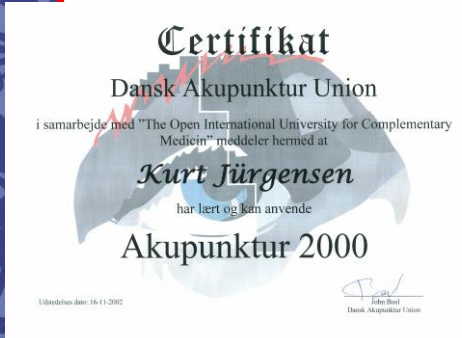 Certifikat
Dansk Akupunktur Union
i samarbejde med "The Open International University for Complementary
Medicin" meddeler hermed at
Kurt Jürgensen
har lært og kan anvende
Akupunktur 2000
Udstedelses dato: 16-11-2002
John Boel
Dansk Akupunktur Union